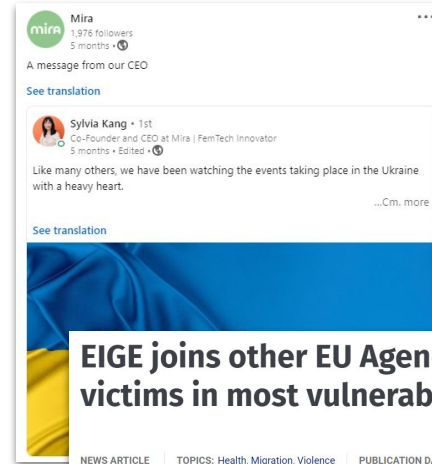 mira
Mira
1,976 followers
5 months •
A message from our CEO
See translation
Sylvia Kang • 1st
Co-Founder and CEO at Mira | FemTech Innovator
5 months • Edited •
Like many others, we have been watching the events taking place in the Ukraine
with a heavy heart.
...Cm. more
See translation
EIGE joins other EU Agen
victims in most vulnerab
NEWS ARTICLE TOPICS: Health, Migration, Violence PUBLICATION DA